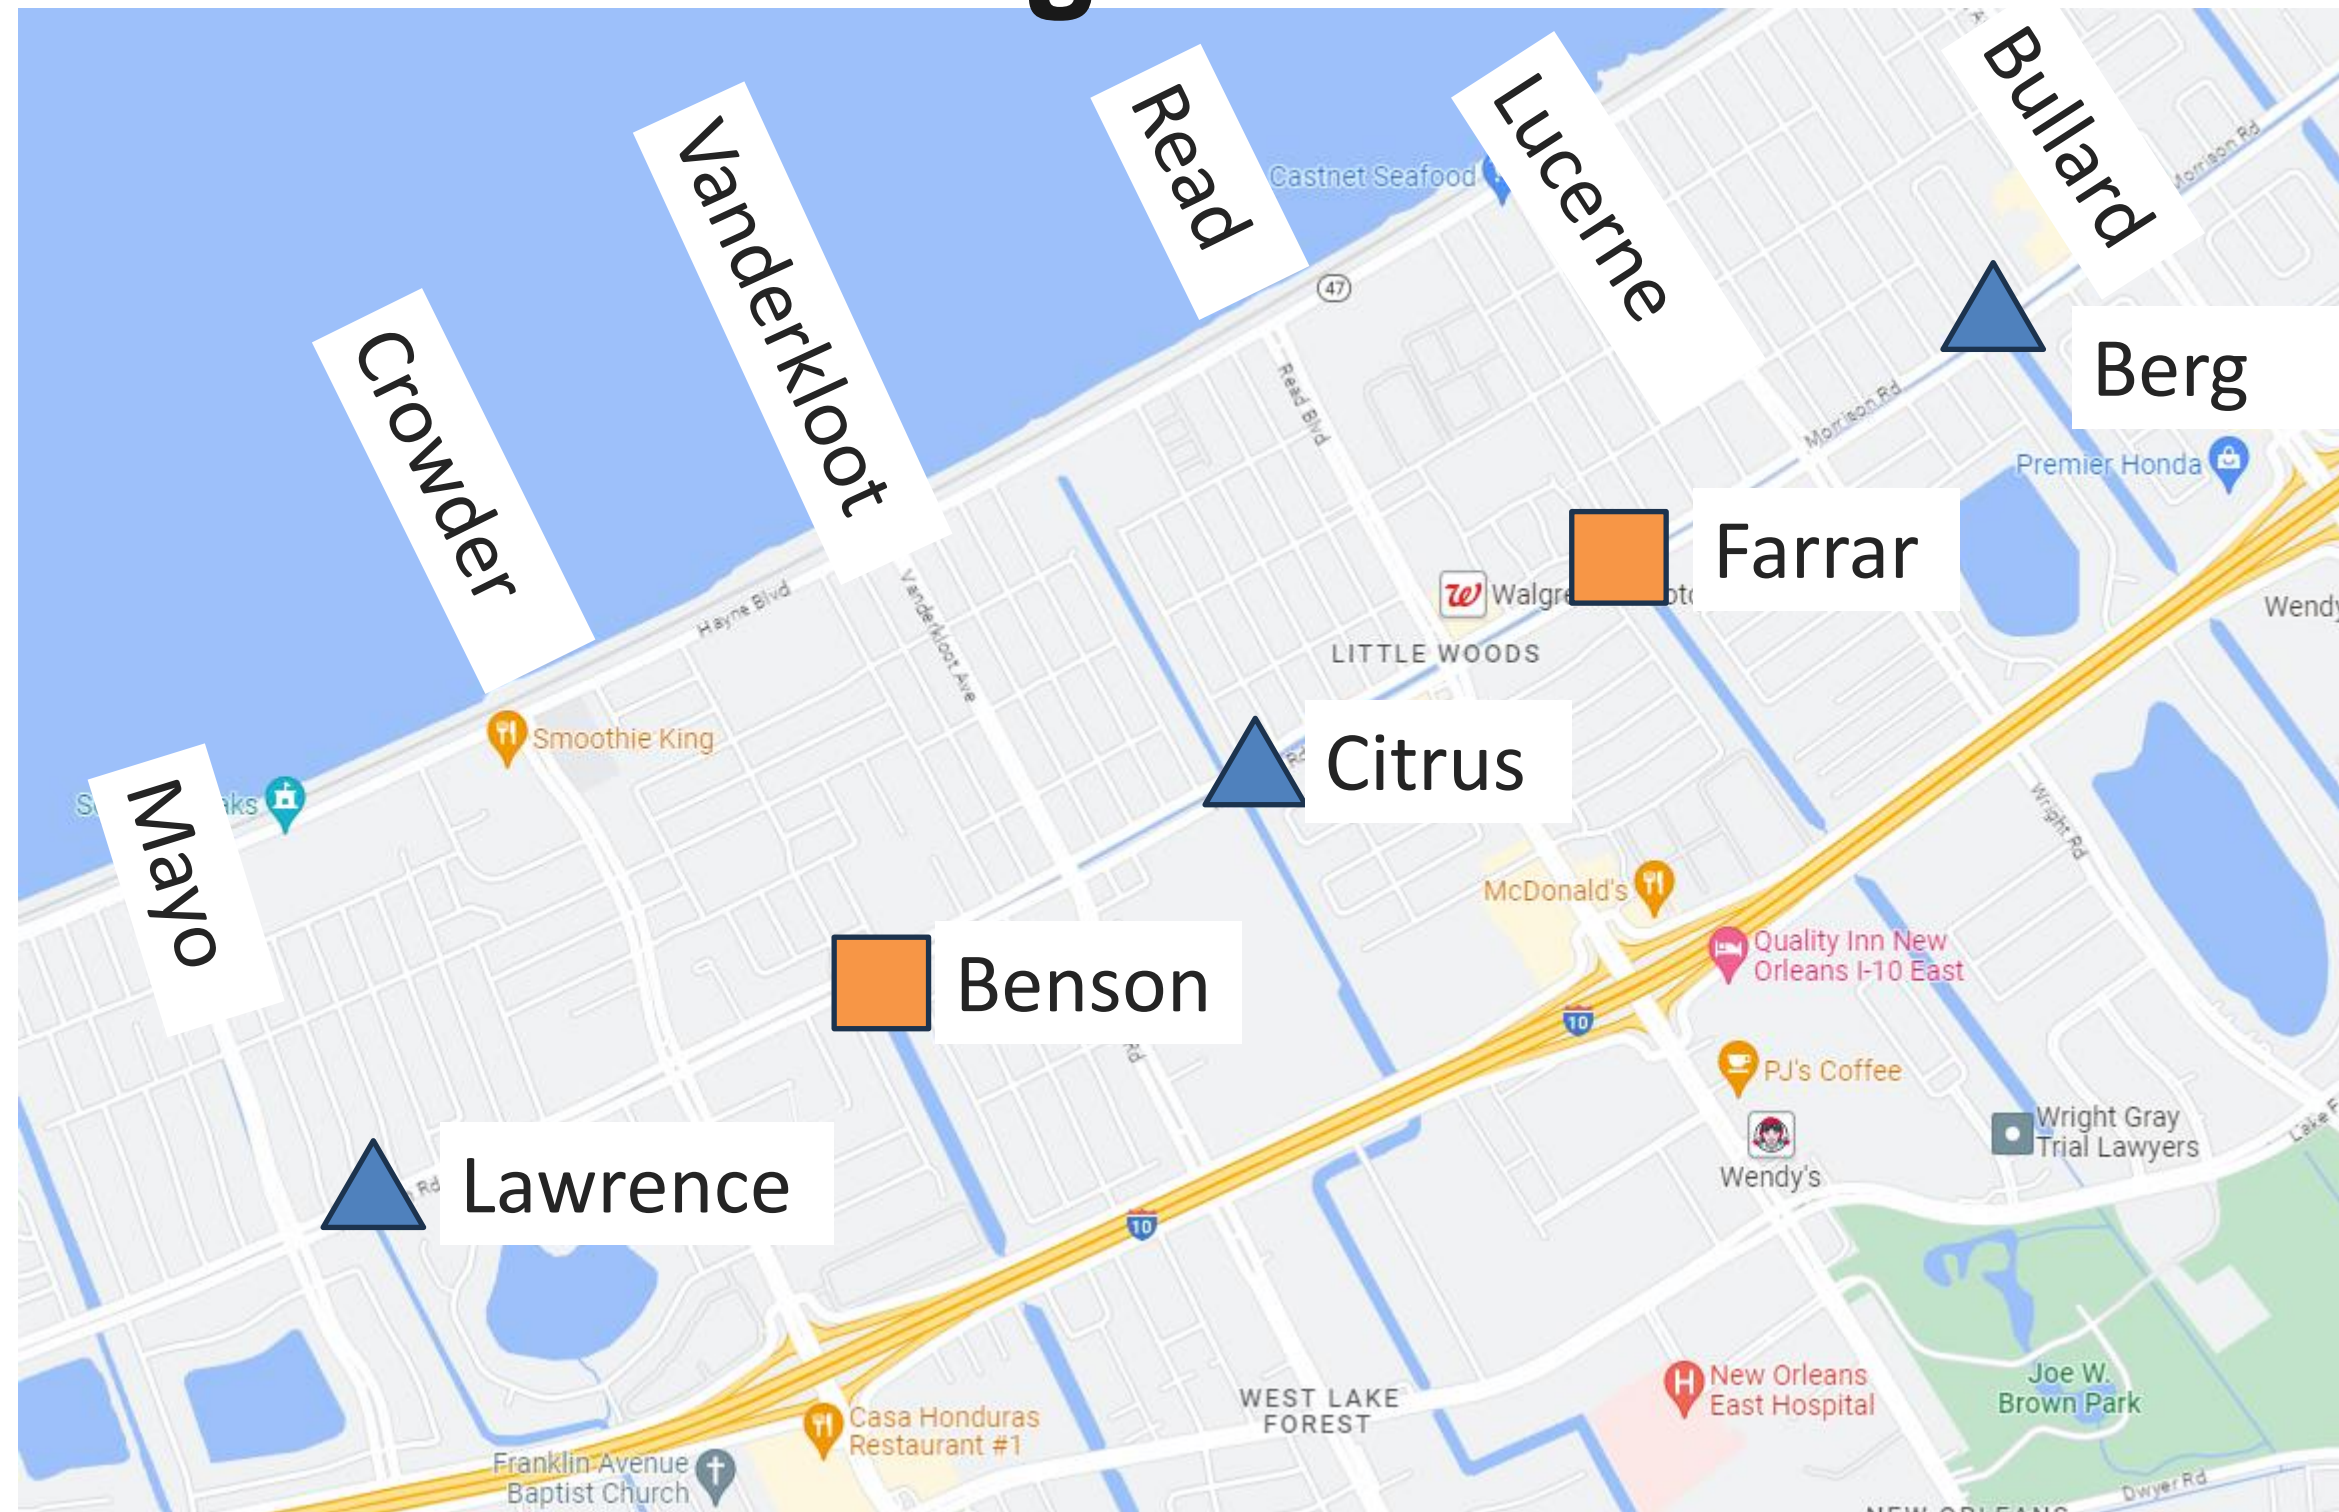 Bullard
Lucerne
Read
Vanderkloot
Crowder
Mayo
Castnet Seafood
47
Morrison Rd
Berg
Read Blvd
Morrison Rd
Premier Honda
Farrar
Hayne Blvd
Vanderkloot Ave
LITTLE WOODS
Smoothie King
Citrus
Wright Rd
McDonald's
Quality Inn New
Orleans I-10 East
Benson
10
Rd
PJ's Coffee
Wright Gray
Trial Lawyers
Wendy's
Lawrence
Rd
10
WEST LAKE
FOREST
New Orleans
East Hospital
Joe W.
Brown Park
Casa Honduras
Restaurant #1
Franklin Avenue
Baptist Church
Dwyer Rd